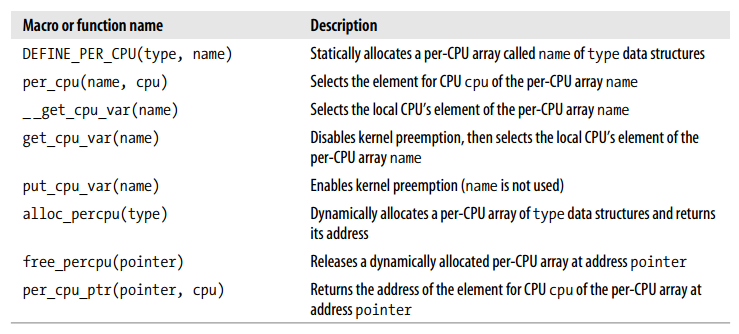 Macro or function name Description
DEFINE_PER_CPU(type, name) Statically allocates a per-CPU array called name of type data structures
per_cpu(name, cpu) Selects the element for CPU cpu of the per-CPU array name
_ _get_cpu_var(name) Selects the local CPU's element of the per-CPU array name
get_cpu_var(name) Disables kernel preemption, then selects the local CPU's element of the
per-CPU array name
put_cpu_var(name) Enables kernel preemption (name is not used)
alloc_percpu(type) Dynamically allocates a per-CPU array of type data structures and returns
its address
free_percpu(pointer) Releases a dynamically allocated per-CPU array at address pointer
per_cpu_ptr(pointer, cpu) Returns the address of the element for CPU cpu of the per-CPU array at
address pointer